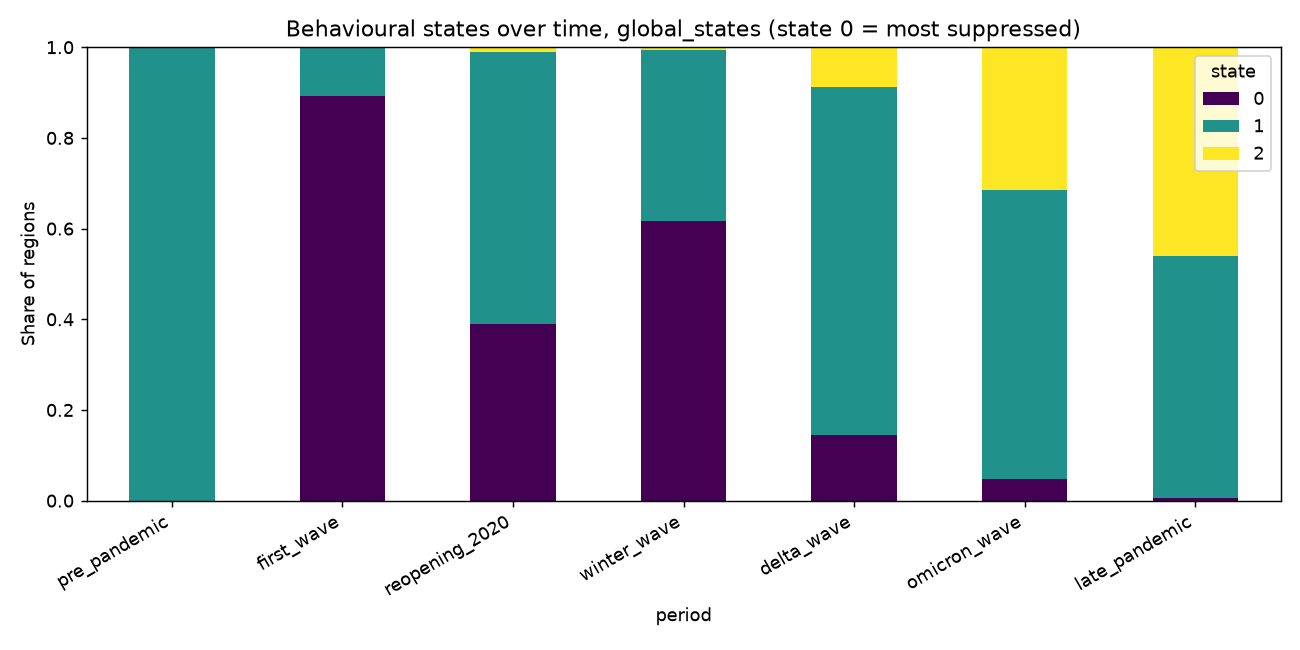 Behavioural states over time, global_states (state 0 = most suppressed)
Share of regions
1.0
0.8
0.6
0.4
0.2
0.0
state
0
1
2
pre_pandemic
first_wave
reopening_2020
winter_wave
delta_wave
omicron_wave
late_pandemic
period